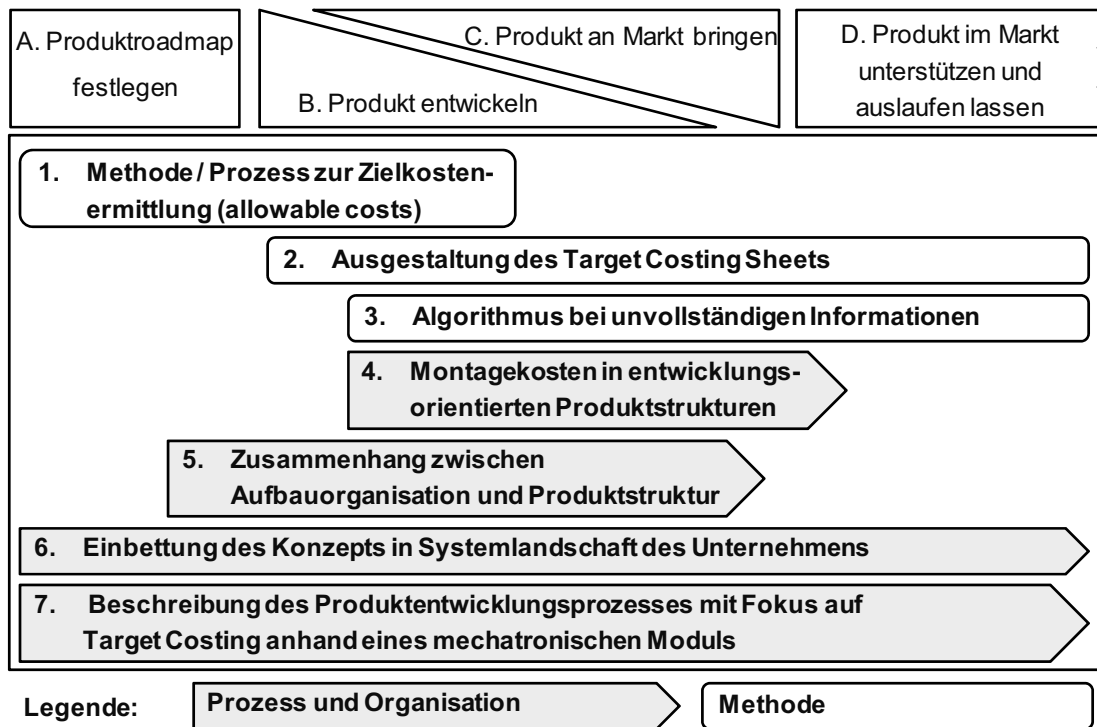 A. Produktroadmap
festlegen
B. Produkt entwickeln
C. Produkt an Markt bringen
D. Produkt im Markt
unterstützen und
auslaufen lassen
1. Methode / Prozess zur Zielkosten-
ermittlung (allowable costs)
2. Ausgestaltung des Target Costing Sheets
3. Algorithmus bei unvollständigen Informationen
4. Montagekosten in entwicklungs-
orientierten Produktstrukturen
5. Zusammenhang zwischen
Aufbauorganisation und Produktstruktur
6. Einbettung des Konzepts in Systemlandschaft des Unternehmens
7. Beschreibung des Produktentwicklungsprozesses mit Fokus auf
Target Costing anhand eines mechatronischen Moduls
Legende:
Prozess und Organisation
Methode